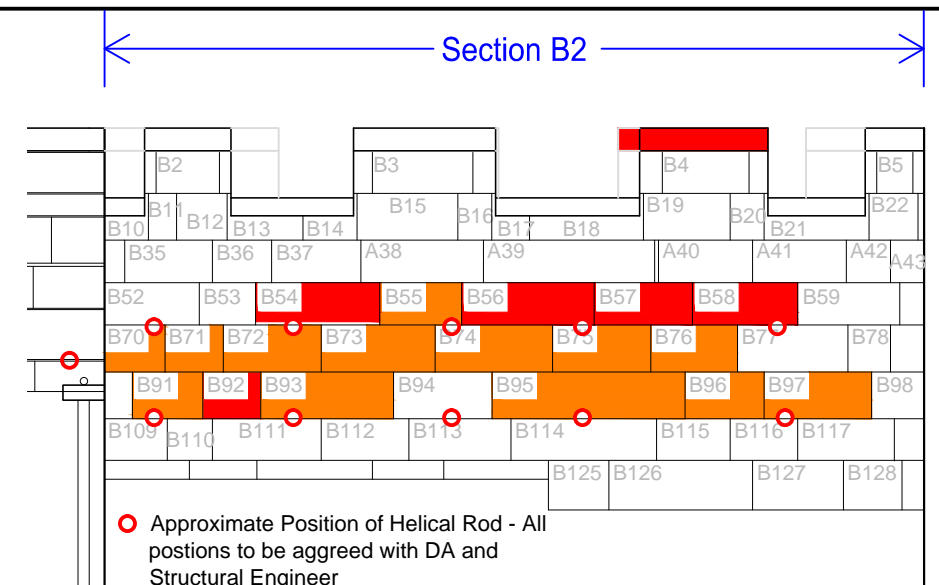 Section B2
B2 B3 B4 B5
B10 B11 B12 B13 B14 B15 B16 B17 B18 B19 B20 B21 B22
B35 B36 B37 A38 A39 A40 A41 A42 A43
B52 B53 B54 B55 B56 B57 B58 B59
B70 B71 B72 B73 B74 B75 B76 B77 B78
B91 B92 B93 B94 B95 B96 B97 B98
B109 B110 B111 B112 B113 B114 B115 B116 B117
B125 B126 B127 B128
Approximate Position of Helical Rod - All
postions to be aggreed with DA and
Structural Engineer